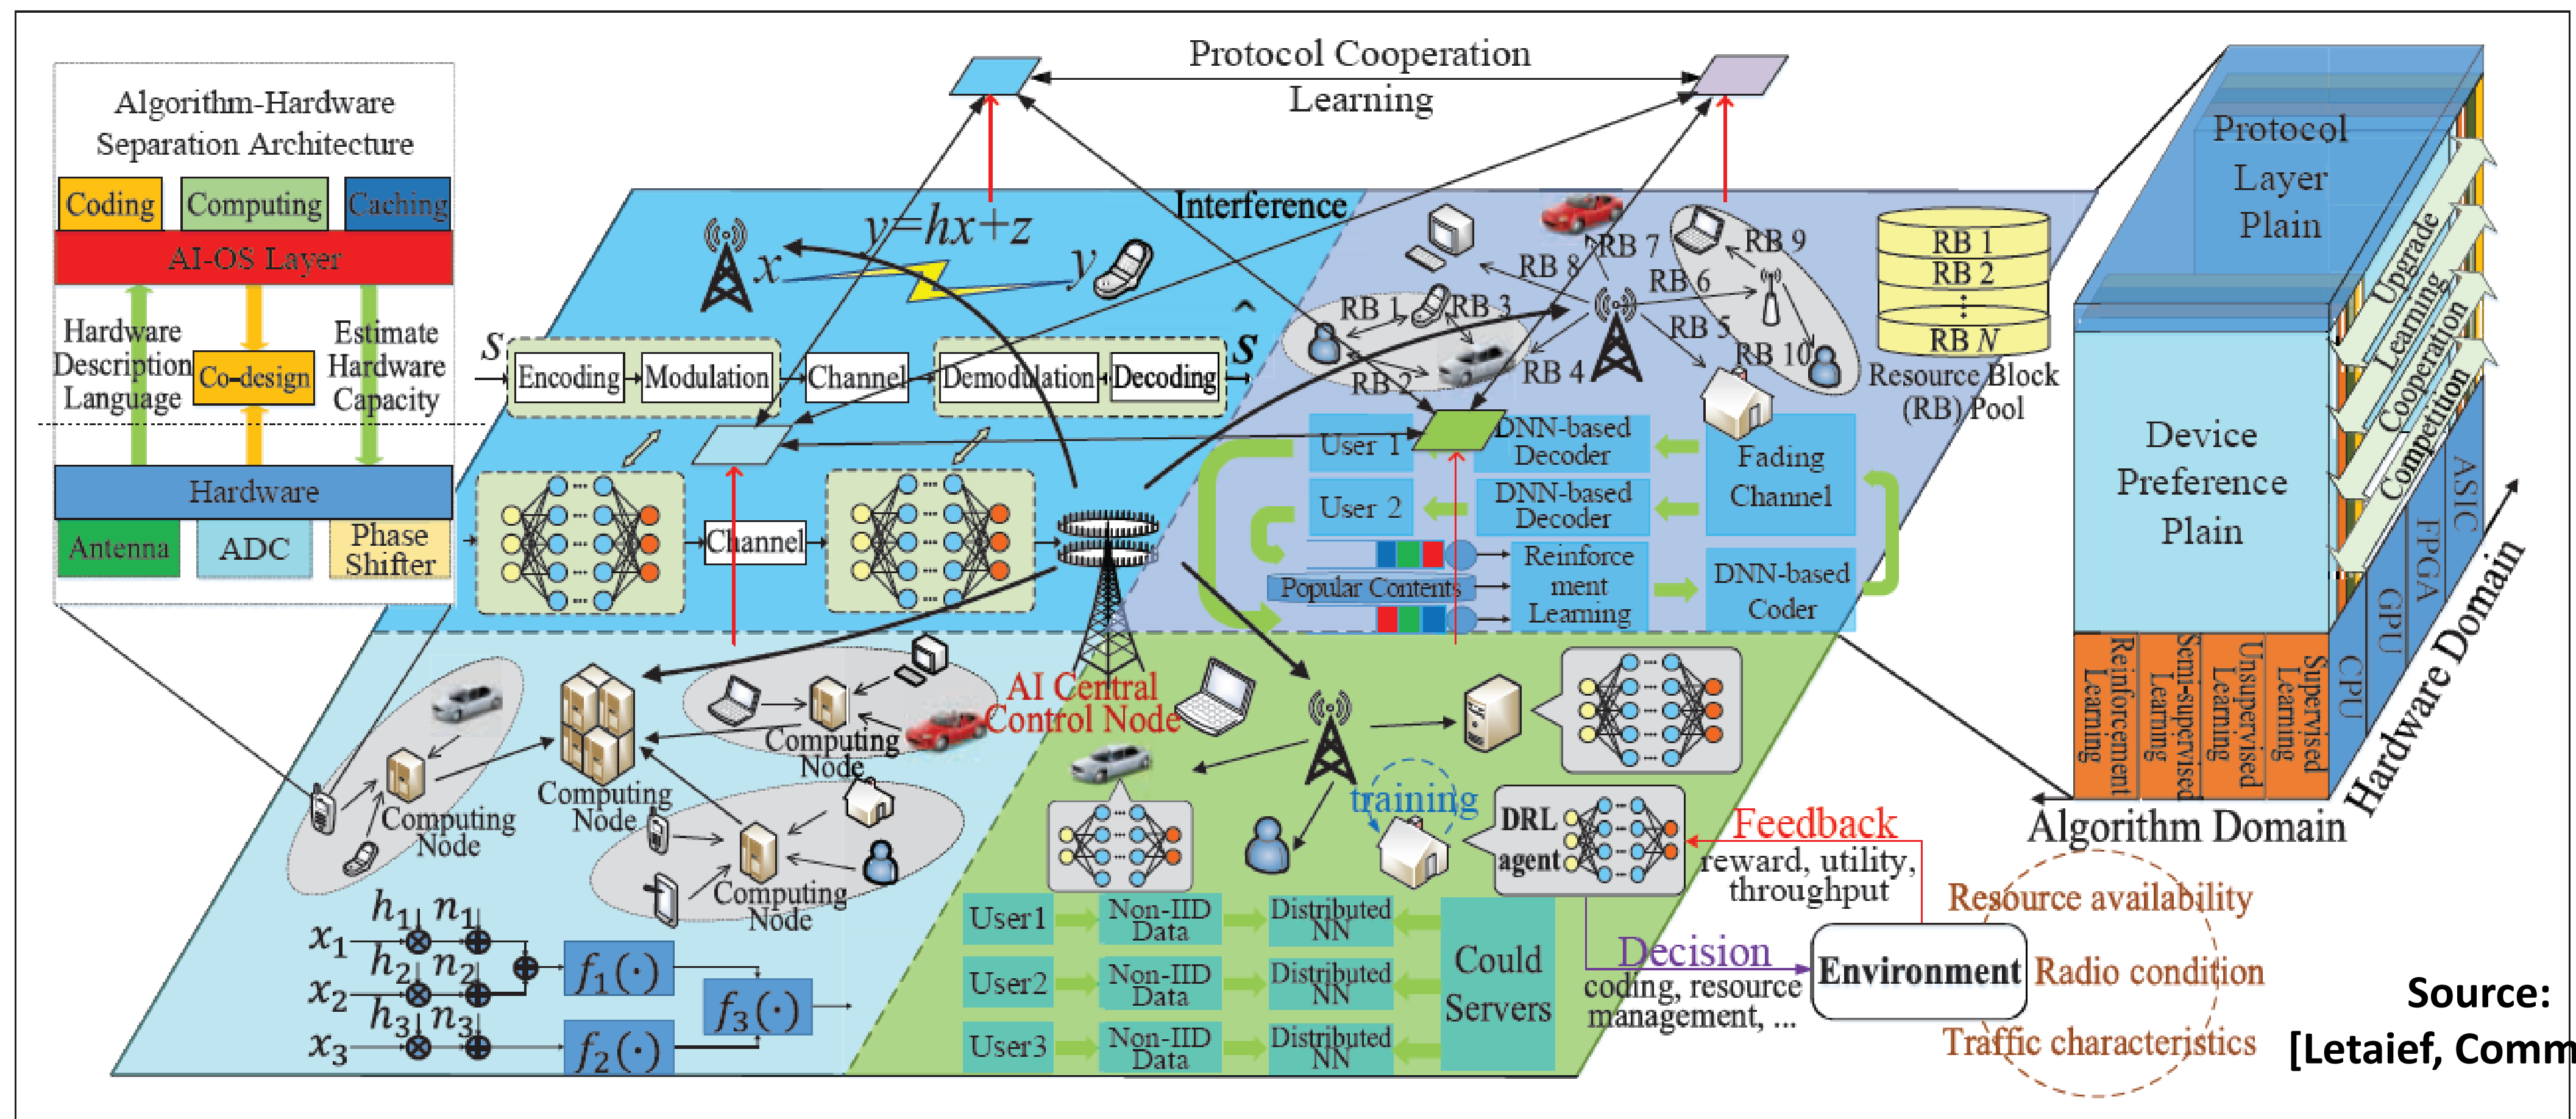 Protocol Cooperation
Learning
Algorithm-Hardware
Separation Architecture
Coding
Computing
Caching
AI-OS Layer
Hardware
Description
Language
Co-design
Estimate
Hardware
Capacity
Hardware
Antenna
ADC
Phase
Shifter
y=hx+z
x
y
Interference
S
Encoding
Modulation
Channel
Demodulation
Decoding
Ŝ
Channel
RB 1
RB 2
RB 3
RB 4
RB 5
RB 6
RB 7
RB 8
RB 9
RB 10
RB 1
RB 2
⋮
RB N
Resource Block
(RB) Pool
User 1
DNN-based
Decoder
Fading
Channel
User 2
DNN-based
Decoder
Popular Contents
Reinforce
ment
Learning
DNN-based
Coder
Protocol
Layer
Plain
Upgrade
Learning
Cooperation
Competition
Device
Preference
Plain
Reinforcement
Learning
Semi-supervised
Learning
Unsupervised
Learning
Supervised
Learning
CPU
GPU
FPGA
ASIC
Hardware Domain
Algorithm Domain
Computing
Node
Computing
Node
Computing
Node
Computing
Node
x₁
h₁
n₁
x₂
h₂
n₂
x₃
h₃
n₃
f₁(·)
f₂(·)
f₃(·)
AI Central
Control Node
training
DRL
agent
User1
Non-IID
Data
Distributed
NN
User2
Non-IID
Data
Distributed
NN
User3
Non-IID
Data
Distributed
NN
Could
Servers
Feedback
reward, utility,
throughput
Decision
coding, resource
management, ...
Environment
Resource availability
Radio condition
Traffic characteristics
Source:
[Letaief, Comm